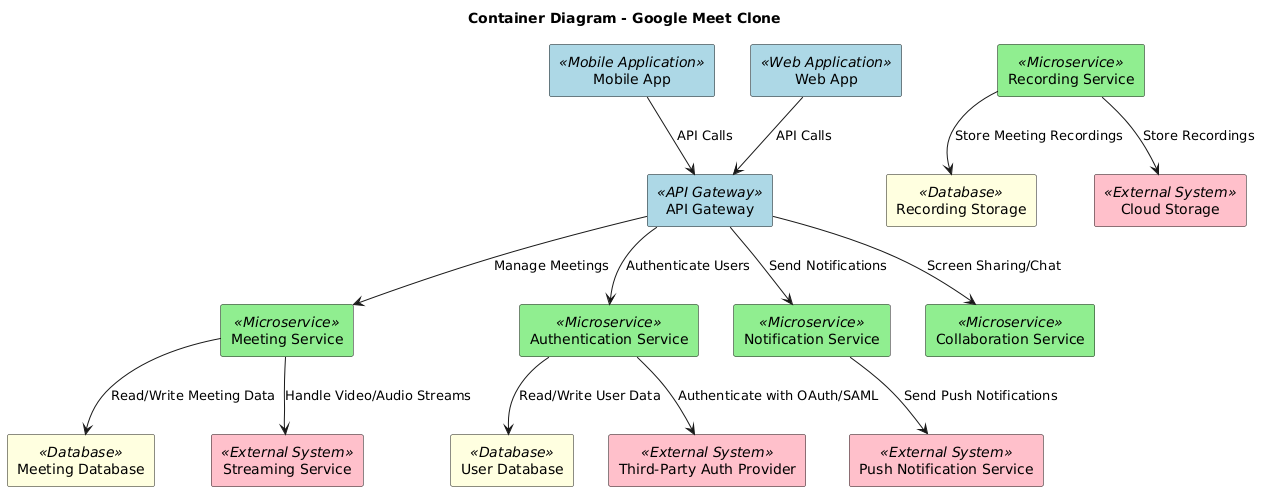 Container Diagram - Google Meet Clone
«Mobile Application»
Mobile App
«Web Application»
Web App
«Microservice»
Recording Service
API Calls
API Calls
Store Meeting Recordings
Store Recordings
«API Gateway»
API Gateway
«Database»
Recording Storage
«External System»
Cloud Storage
Manage Meetings
Authenticate Users
Send Notifications
Screen Sharing/Chat
«Microservice»
Meeting Service
«Microservice»
Authentication Service
«Microservice»
Notification Service
«Microservice»
Collaboration Service
Read/Write Meeting Data
Handle Video/Audio Streams
Read/Write User Data
Authenticate with OAuth/SAML
Send Push Notifications
«Database»
Meeting Database
«External System»
Streaming Service
«Database»
User Database
«External System»
Third-Party Auth Provider
«External System»
Push Notification Service